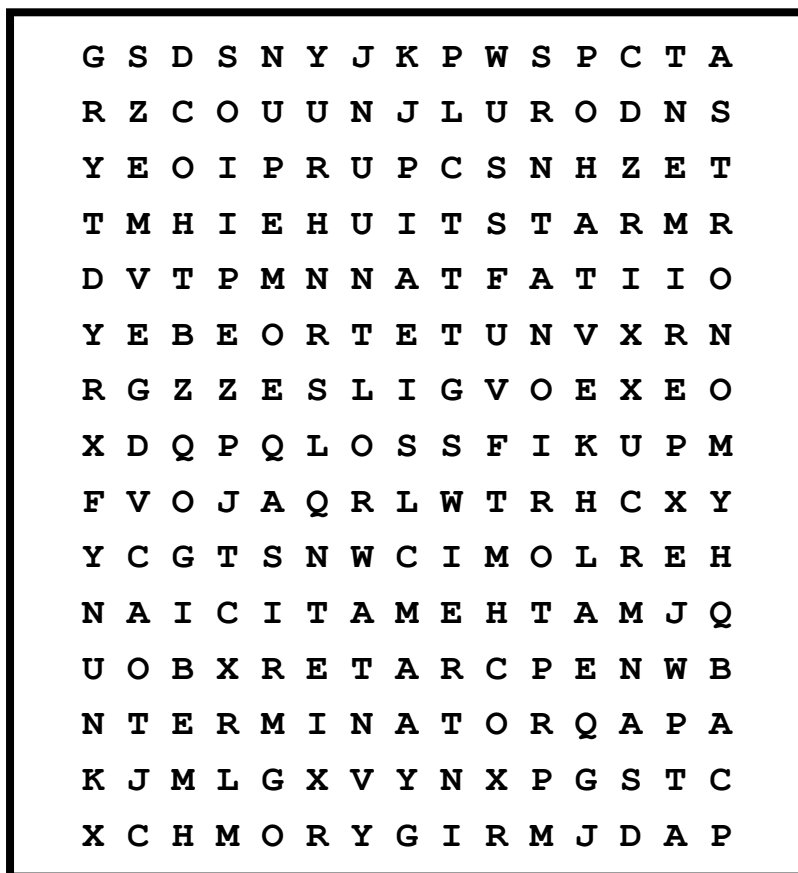 G S D S N Y J K P W S P C T A
R Z C O U U N J L U R O D N S
Y E O I P R U P C S N H Z E T
T M H I E H U I T S T A R M R
D V T P M N N A T F A T I I O
Y E B E O R T E T U N V X R N
R G Z Z E S L I G V O E X E O
X D Q P Q L O S S F I K U P M
F V O J A Q R L W T R H C X Y
Y C G T S N W C I M O L R E H
N A I C I T A M E H T A M J Q
U O B X R E T A R C P E N W B
N T E R M I N A T O R Q A P A
K J M L G X V Y N X P G S T C
X C H M O R Y G I R M J D A P